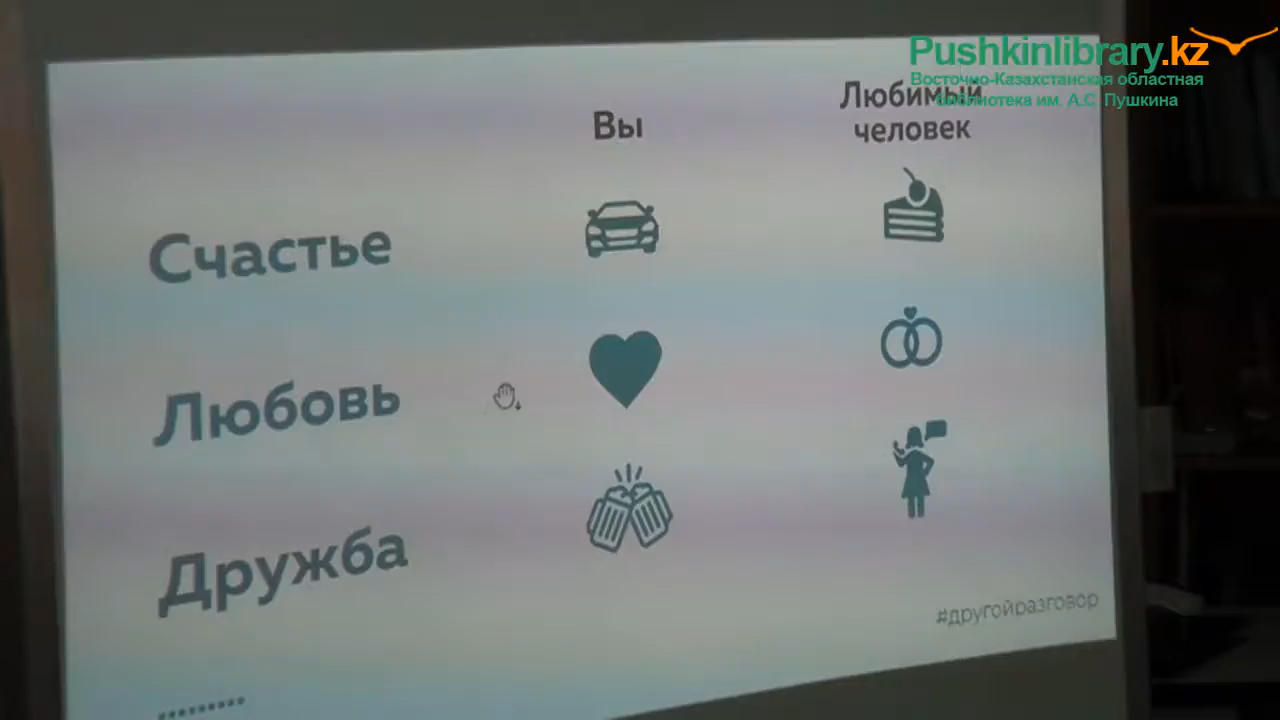 Pushkinlibrary.kz
Восточно-Казахстанская областная
библиотека им. А.С. Пушкина
Вы
Любимый
человек
Счастье
Любовь
Дружба
#другойразговор
.........